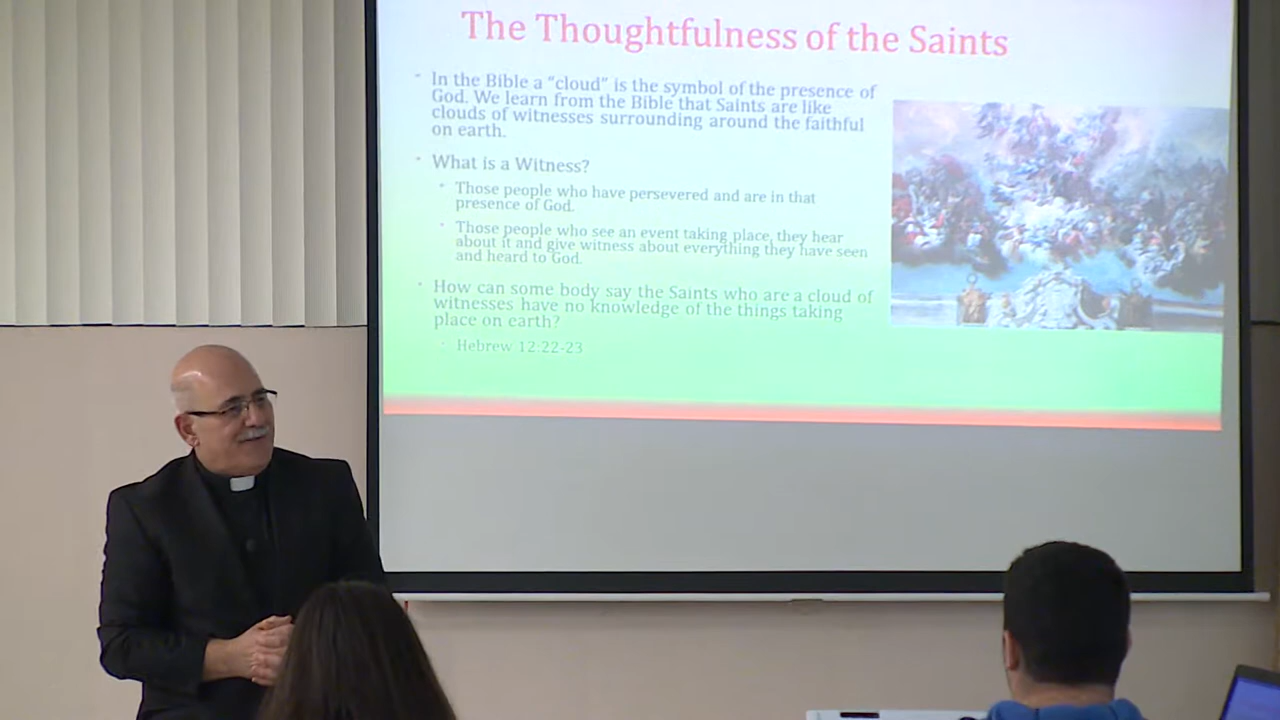 The Thoughtfulness of the Saints
In the Bible a “cloud” is the symbol of the presence of
God. We learn from the Bible that Saints are like
clouds of witnesses surrounding around the faithful
on earth.
What is a Witness?
Those people who have persevered and are in that
presence of God.
Those people who see an event taking place, they hear
about it and give witness about everything they have seen
and heard to God.
How can some body say the Saints who are a cloud of
witnesses have no knowledge of the things taking
place on earth?
Hebrew 12:22-23